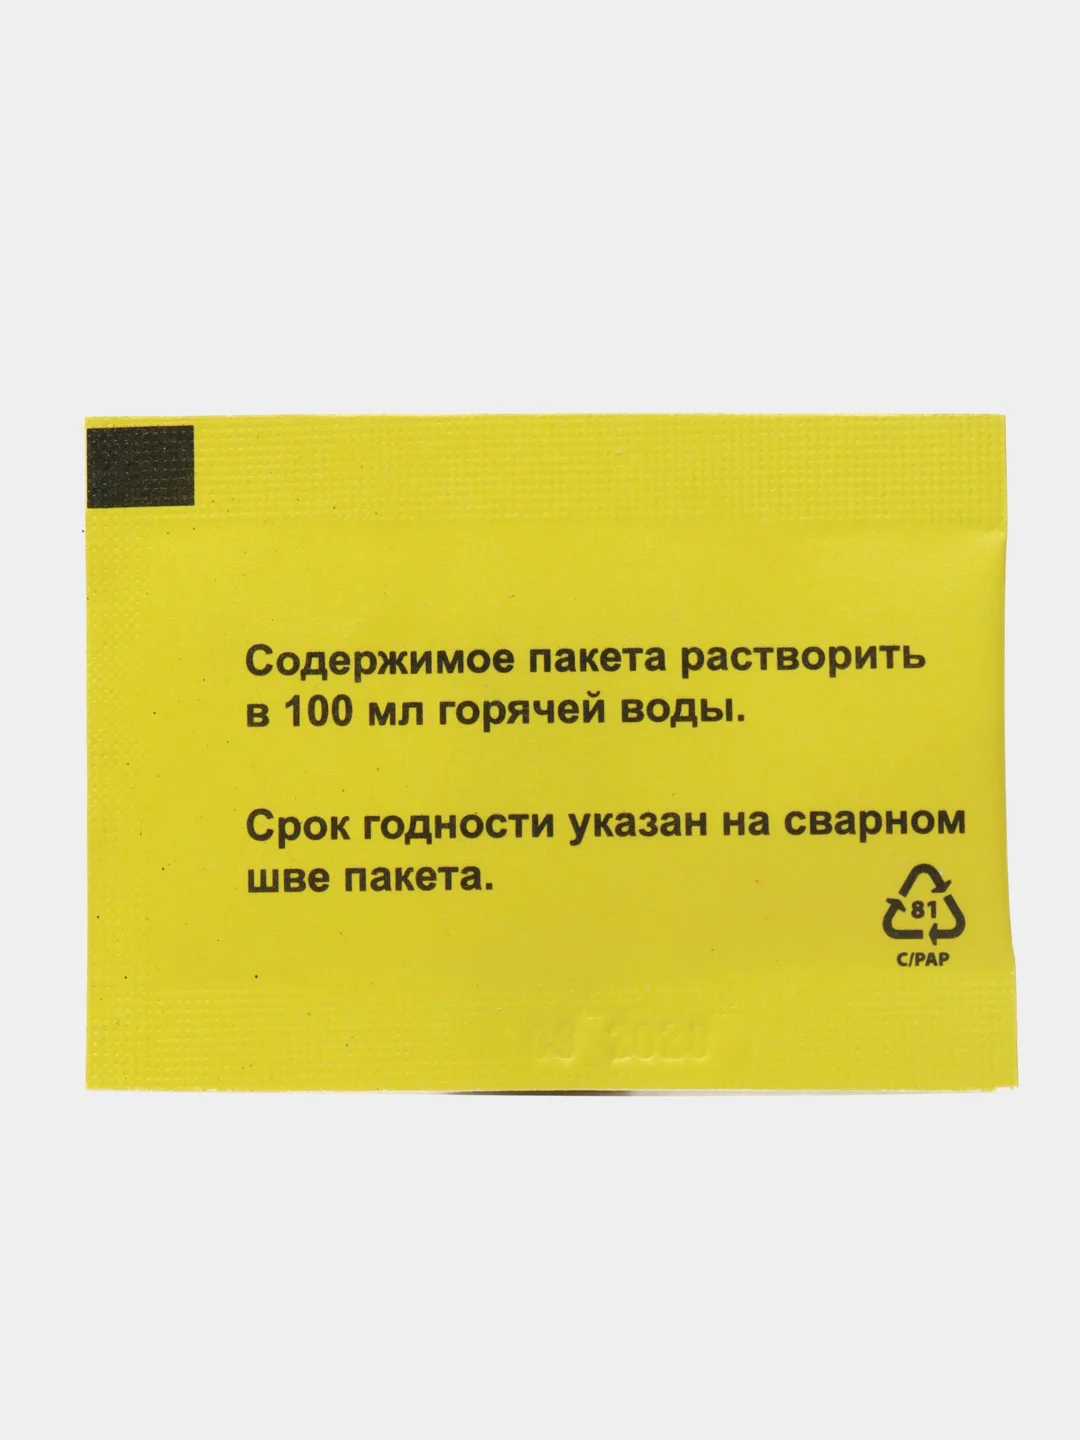 Содержимое пакета растворить
в 100 мл горячей воды.
Срок годности указан на сварном
шве пакета.
81
C/PAP